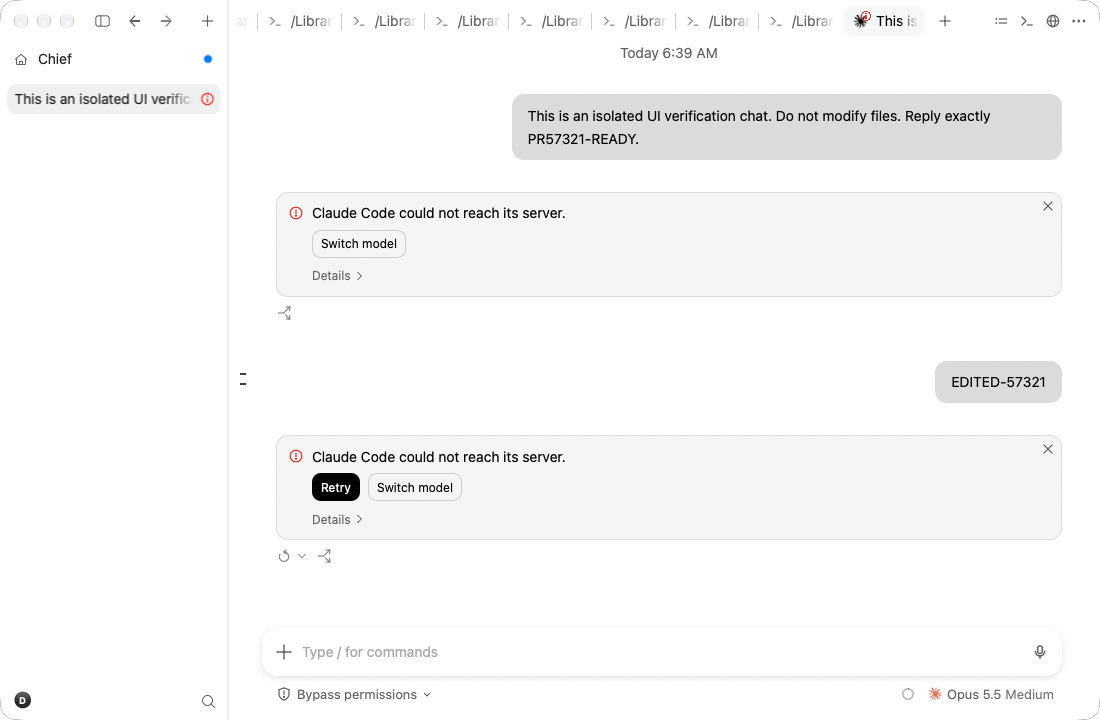 /Librar
/Librar
/Librar
/Librar
/Librar
/Librar
/Librar
This is
Chief
This is an isolated UI verific
Today 6:39 AM
This is an isolated UI verification chat. Do not modify files. Reply exactly
PR57321-READY.
Claude Code could not reach its server.
Switch model
Details
EDITED-57321
Claude Code could not reach its server.
Retry
Switch model
Details
Type / for commands
Bypass permissions
Opus 5.5 Medium
D